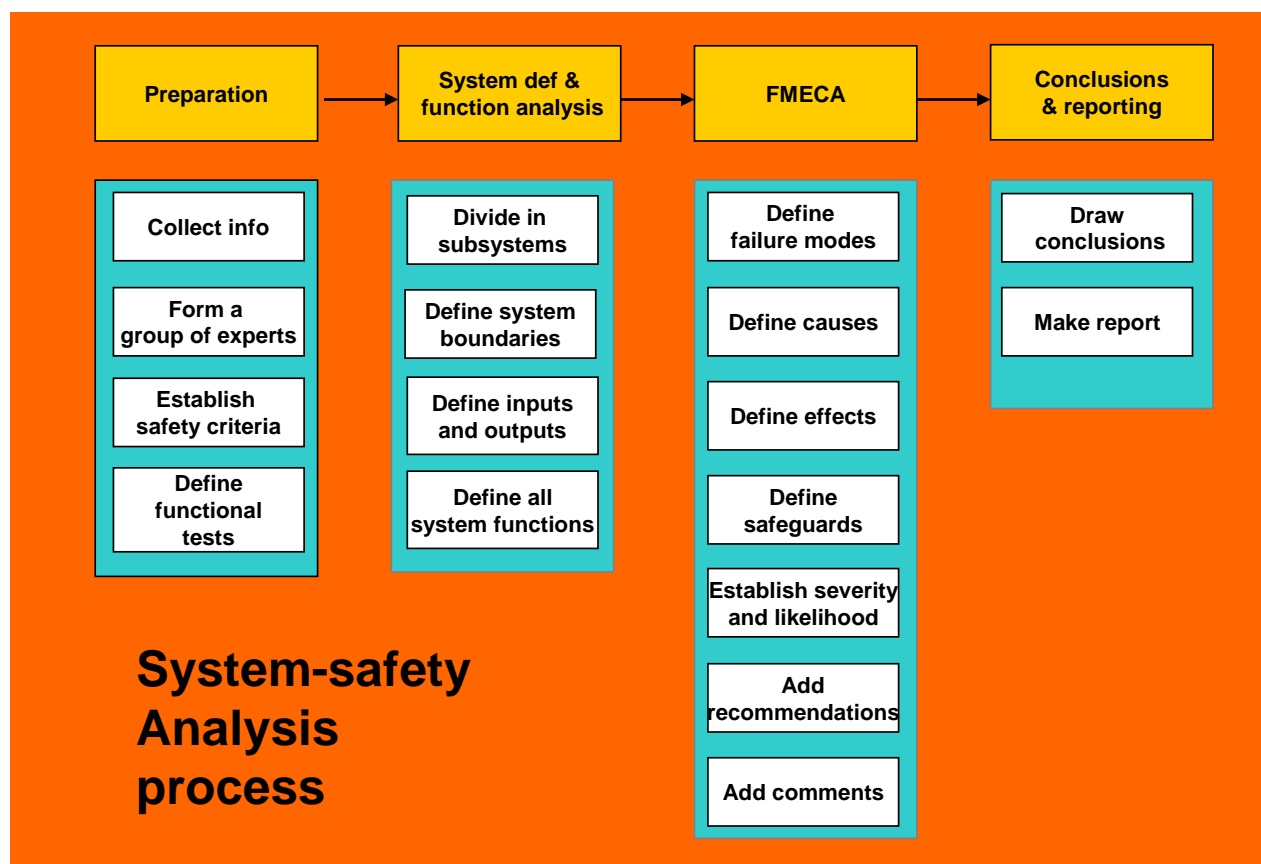 Preparation
System def &
function analysis
FMECA
Conclusions
& reporting
Collect info
Form a
group of experts
Establish
safety criteria
Define
functional
tests
Divide in
subsystems
Define system
boundaries
Define inputs
and outputs
Define all
system functions
Define
failure modes
Define causes
Define effects
Define
safeguards
Establish severity
and likelihood
Add
recommendations
Add comments
Draw
conclusions
Make report
System-safety
Analysis
process